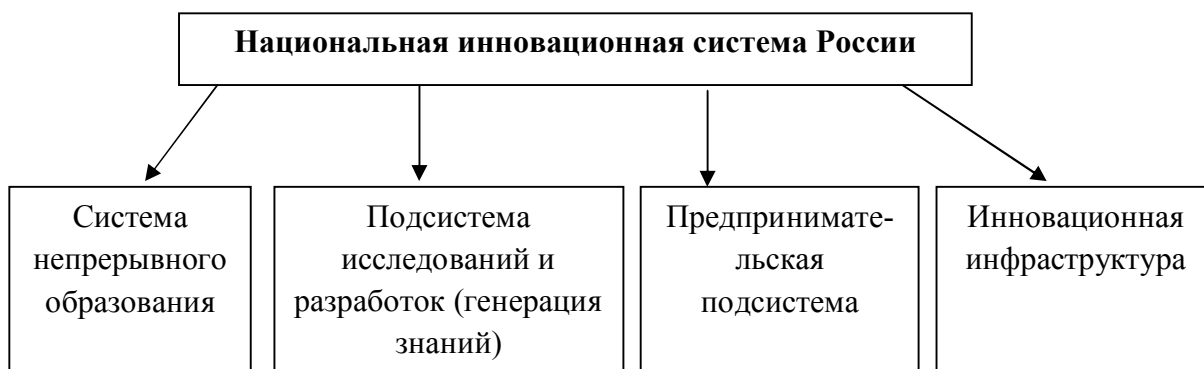 Национальная инновационная система России
Система
непрерывного
образования
Подсистема
исследований и
разработок (генерация
знаний)
Предпринимате-
льская
подсистема
Инновационная
инфраструктура